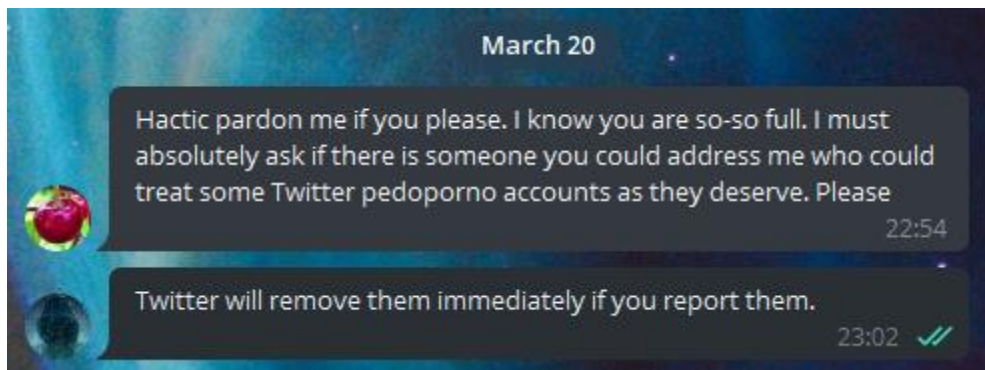 March 20
Hactic pardon me if you please. I know you are so-so full. I must
absolutely ask if there is someone you could address me who could
treat some Twitter pedoporno accounts as they deserve. Please
22:54
Twitter will remove them immediately if you report them.
23:02